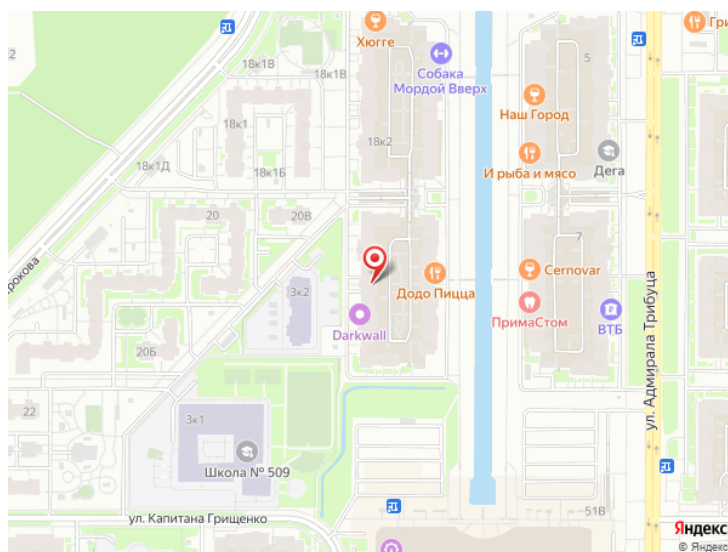 Хюгге
18к1В
18к1В
Собака
Мордой Вверх
5
Наш Город
18к1
18к2
18к1Д
18к1Б
И рыба и мясо
Дега
20
20В
7
3к2
Додо Пицца
Cernovar
ПримаСтом
ВТБ
Darkwall
20Б
22
3к1
Школа № 509
ул. Адмирала Трибуца
ул. Капитана Грищенко
51В
Яндекс
© Яндекс